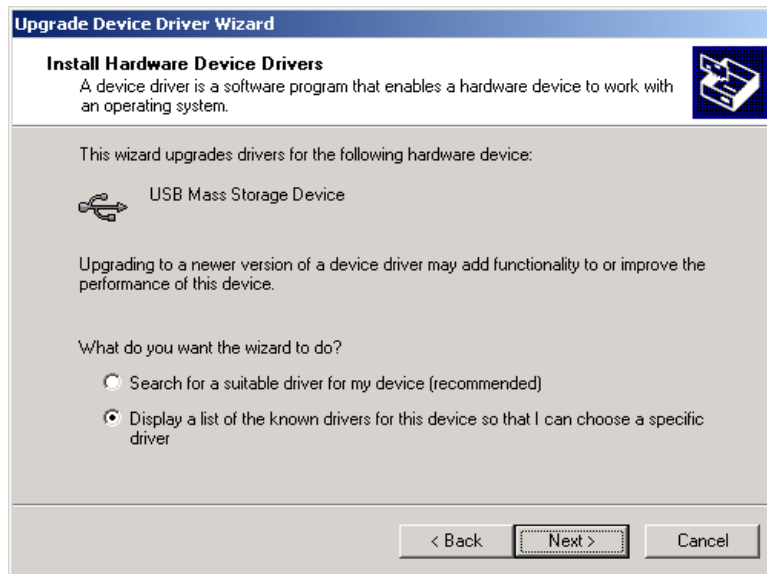 Upgrade Device Driver Wizard
Install Hardware Device Drivers
A device driver is a software program that enables a hardware device to work with
an operating system.
This wizard upgrades drivers for the following hardware device:
USB Mass Storage Device
Upgrading to a newer version of a device driver may add functionality to or improve the
performance of this device.
What do you want the wizard to do?
Search for a suitable driver for my device (recommended)
Display a list of the known drivers for this device so that I can choose a specific
driver
< Back Next > Cancel